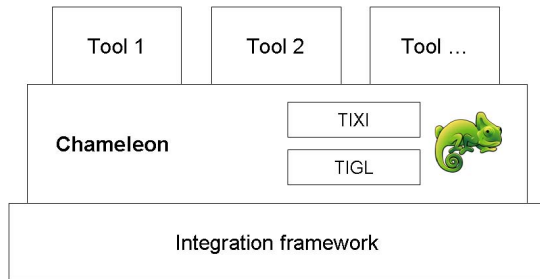 Tool 1
Tool 2
Tool ...
TIXI
Chameleon
TIGL
Integration framework